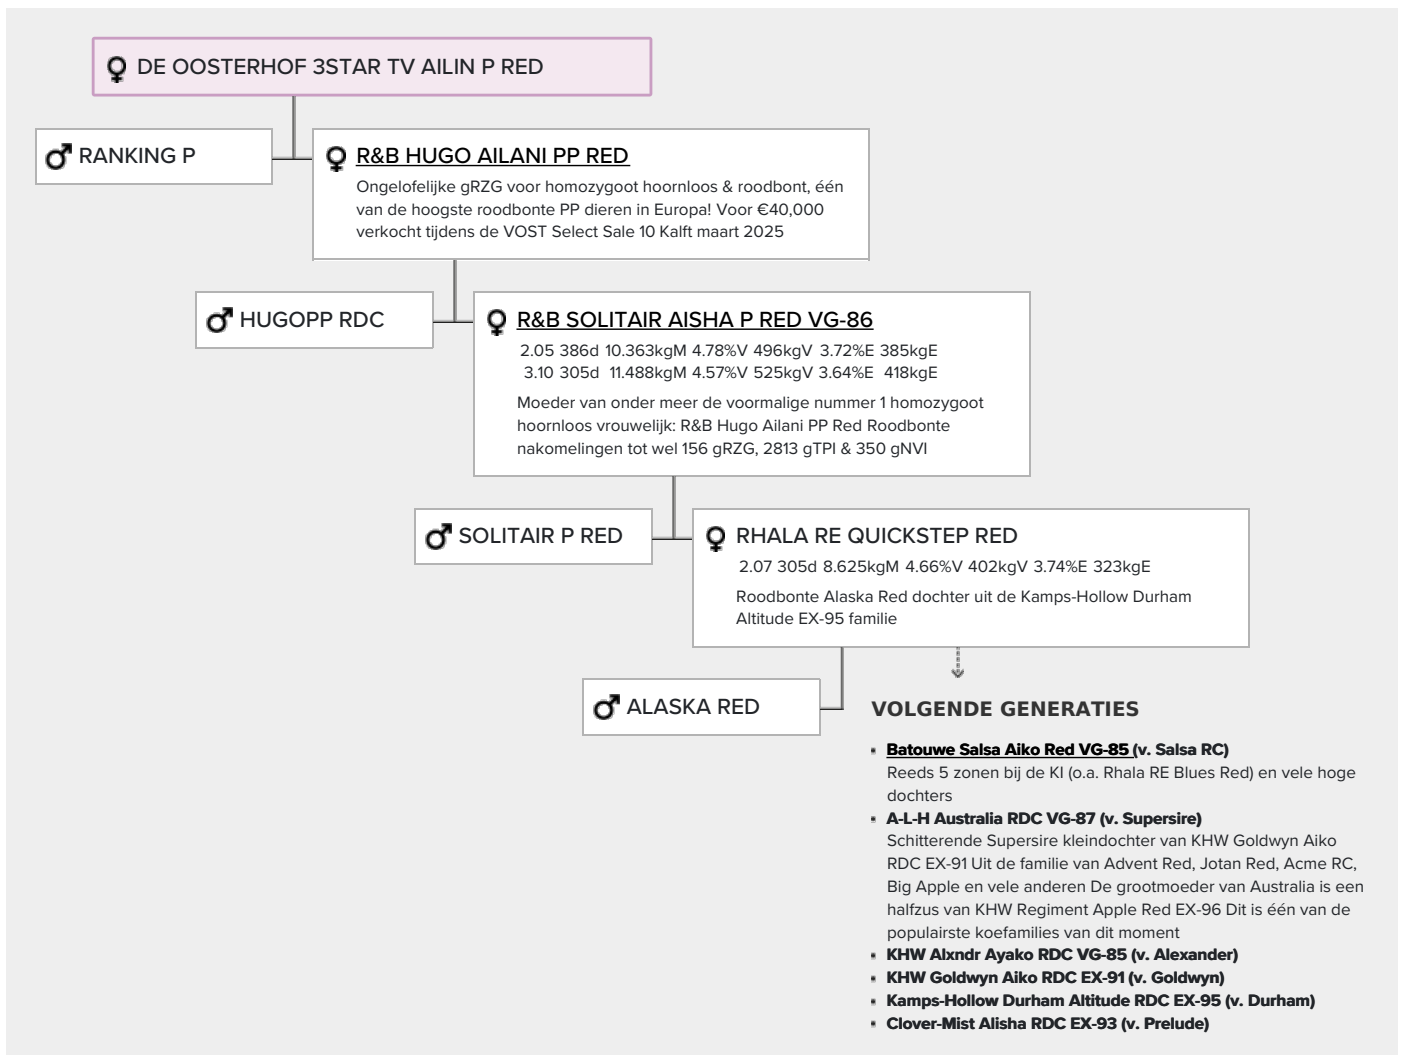 DE OOSTERHOF 3STAR TV AILIN P RED
RANKING P
R&B HUGO AILANI PP RED
Ongelofelijke gRZG voor homozygoot hoornloos & roodbont, één
van de hoogste roodbonte PP dieren in Europa! Voor €40,000
verkocht tijdens de VOST Select Sale 10 Kalft maart 2025
HUGOPP RDC
R&B SOLITAIR AISHA P RED VG-86
2.05 386d 10.363kgM 4.78%V 496kgV 3.72%E 385kgE
3.10 305d 11.488kgM 4.57%V 525kgV 3.64%E 418kgE
Moeder van onder meer de voormalige nummer 1 homozygoot
hoornloos vrouwelijk: R&B Hugo Ailani PP Red Roodbonte
nakomelingen tot wel 156 gRZG, 2813 gTPI & 350 gNVI
SOLITAIR P RED
RHALA RE QUICKSTEP RED
2.07 305d 8.625kgM 4.66%V 402kgV 3.74%E 323kgE
Roodbonte Alaska Red dochter uit de Kamps-Hollow Durham
Altitude EX-95 familie
ALASKA RED
VOLGENDE GENERATIES
Batouwe Salsa Aiko Red VG-85 (v. Salsa RC)
Reeds 5 zonen bij de KI (o.a. Rhala RE Blues Red) en vele hoge
dochters
A-L-H Australia RDC VG-87 (v. Supersire)
Schitterende Supersire kleindochter van KHW Goldwyn Aiko
RDC EX-91 Uit de familie van Advent Red, Jotan Red, Acme RC,
Big Apple en vele anderen De grootmoeder van Australia is een
halfzus van KHW Regiment Apple Red EX-96 Dit is één van de
populairste koefamilies van dit moment
KHW Alxndr Ayako RDC VG-85 (v. Alexander)
KHW Goldwyn Aiko RDC EX-91 (v. Goldwyn)
Kamps-Hollow Durham Altitude RDC EX-95 (v. Durham)
Clover-Mist Alisha RDC EX-93 (v. Prelude)